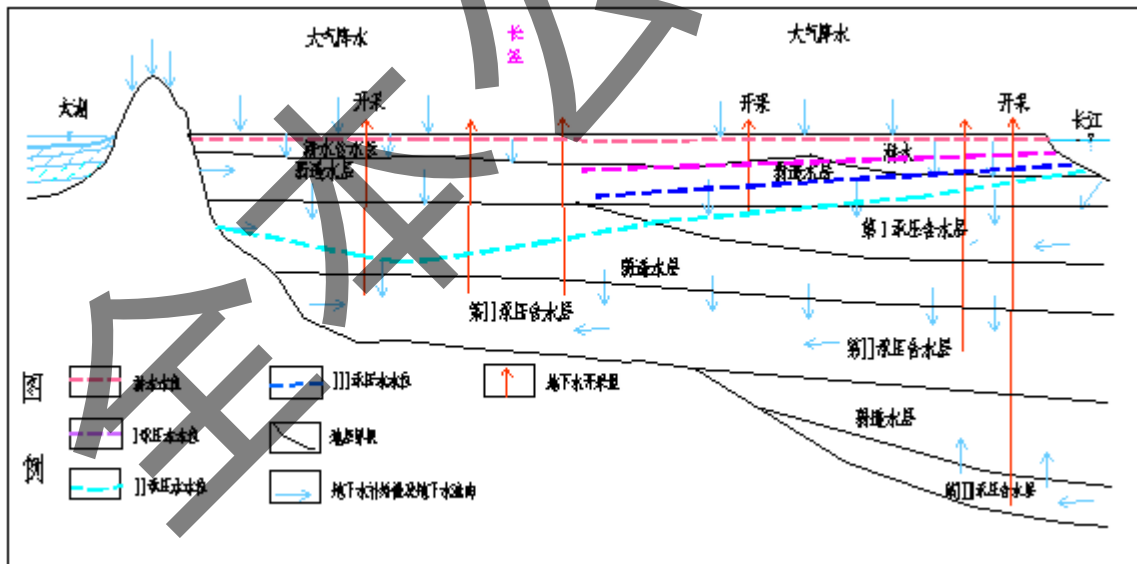 大气降水
长
江
大气降水
太湖
开采
开采
开采
长江
潜水含水层
潜水
弱透水层
弱透水层
第I承压含水层
弱透水层
第II承压含水层
第II承压含水层
弱透水层
第III承压含水层
图
例
潜水水位
III承压水水位
地下水开采量
I承压水水位
地层界线
II承压水水位
地下水补给量及地下水流向
全本公